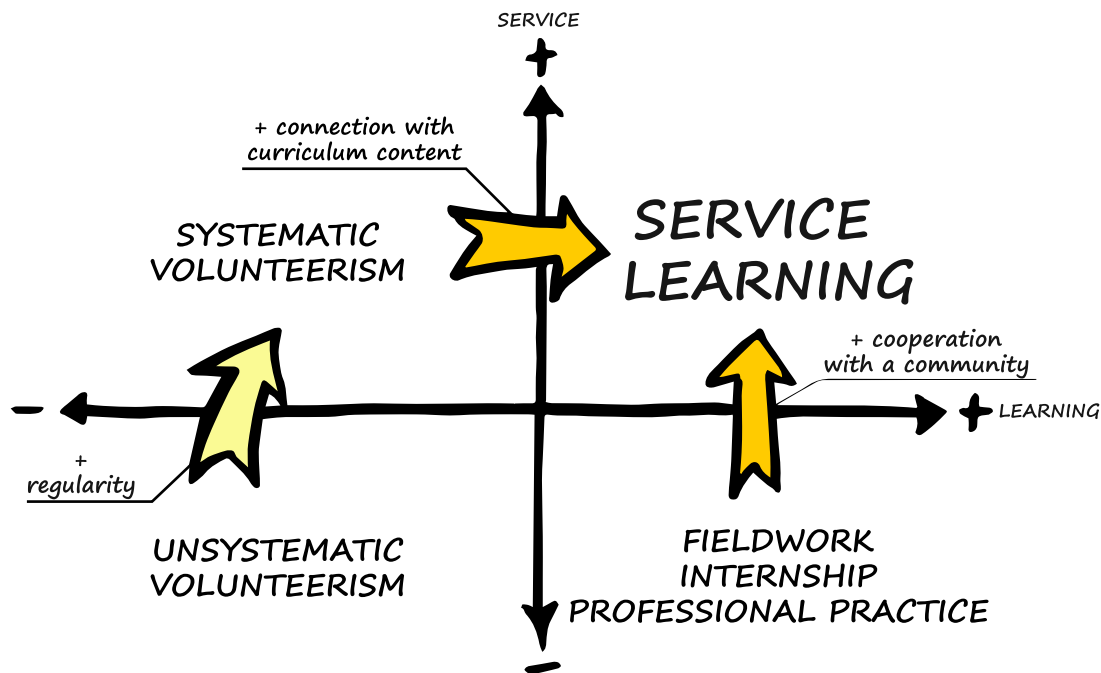 SERVICE
+
+ connection with
curriculum content
SYSTEMATIC
VOLUNTEERISM
SERVICE
LEARNING
+ cooperation
with a community
-
+ LEARNING
+
regularity
UNSYSTEMATIC
VOLUNTEERISM
FIELDWORK
INTERNSHIP
PROFESSIONAL PRACTICE
-